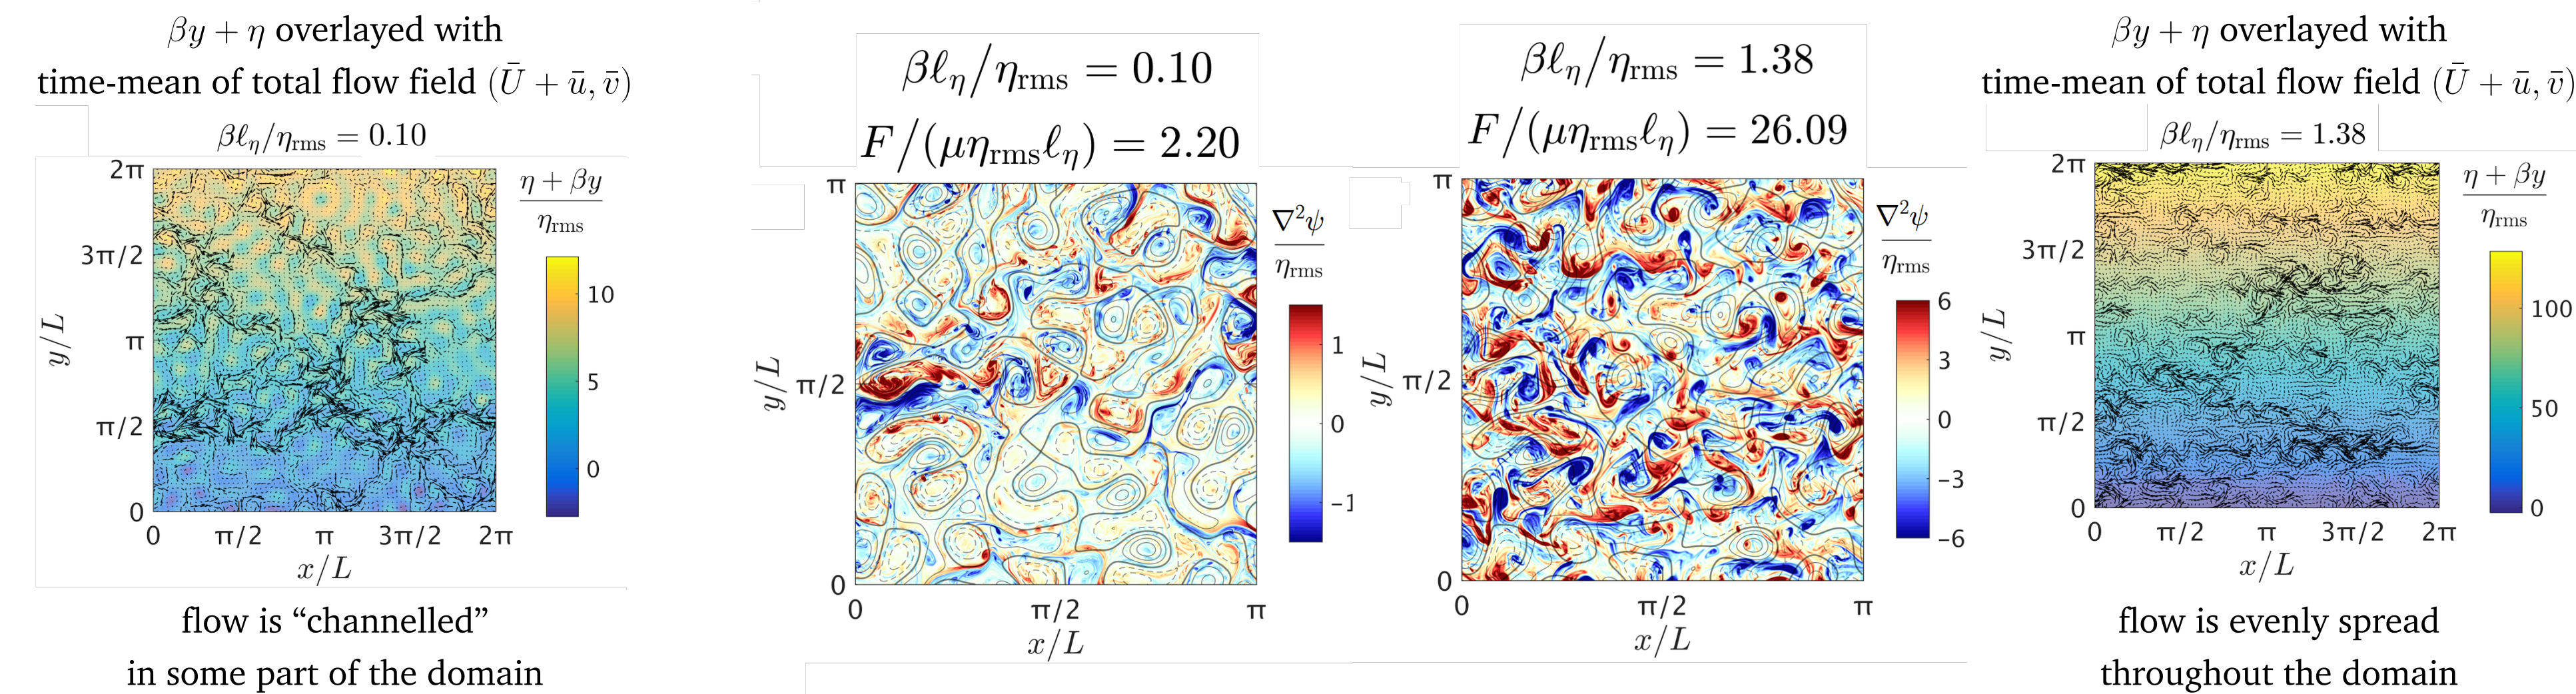 βy + η overlayed with
time-mean of total flow field (Ū + ū, v̄)
βℓ_η/η_rms = 0.10
2π
3π/2
π
π/2
0
y/L
0 π/2 π 3π/2 2π
x/L
(η + βy)/η_rms
10
5
0
flow is “channelled”
in some part of the domain
βℓ_η/η_rms = 0.10
F/(μη_rmsℓ_η) = 2.20
π
π/2
0
y/L
0 π/2 π
x/L
∇²ψ/η_rms
1
0
−1
βℓ_η/η_rms = 1.38
F/(μη_rmsℓ_η) = 26.09
π
π/2
0
y/L
0 π/2 π
x/L
∇²ψ/η_rms
6
3
0
−3
−6
βy + η overlayed with
time-mean of total flow field (Ū + ū, v̄)
βℓ_η/η_rms = 1.38
2π
3π/2
π
π/2
0
y/L
0 π/2 π 3π/2 2π
x/L
(η + βy)/η_rms
100
50
0
flow is evenly spread
throughout the domain